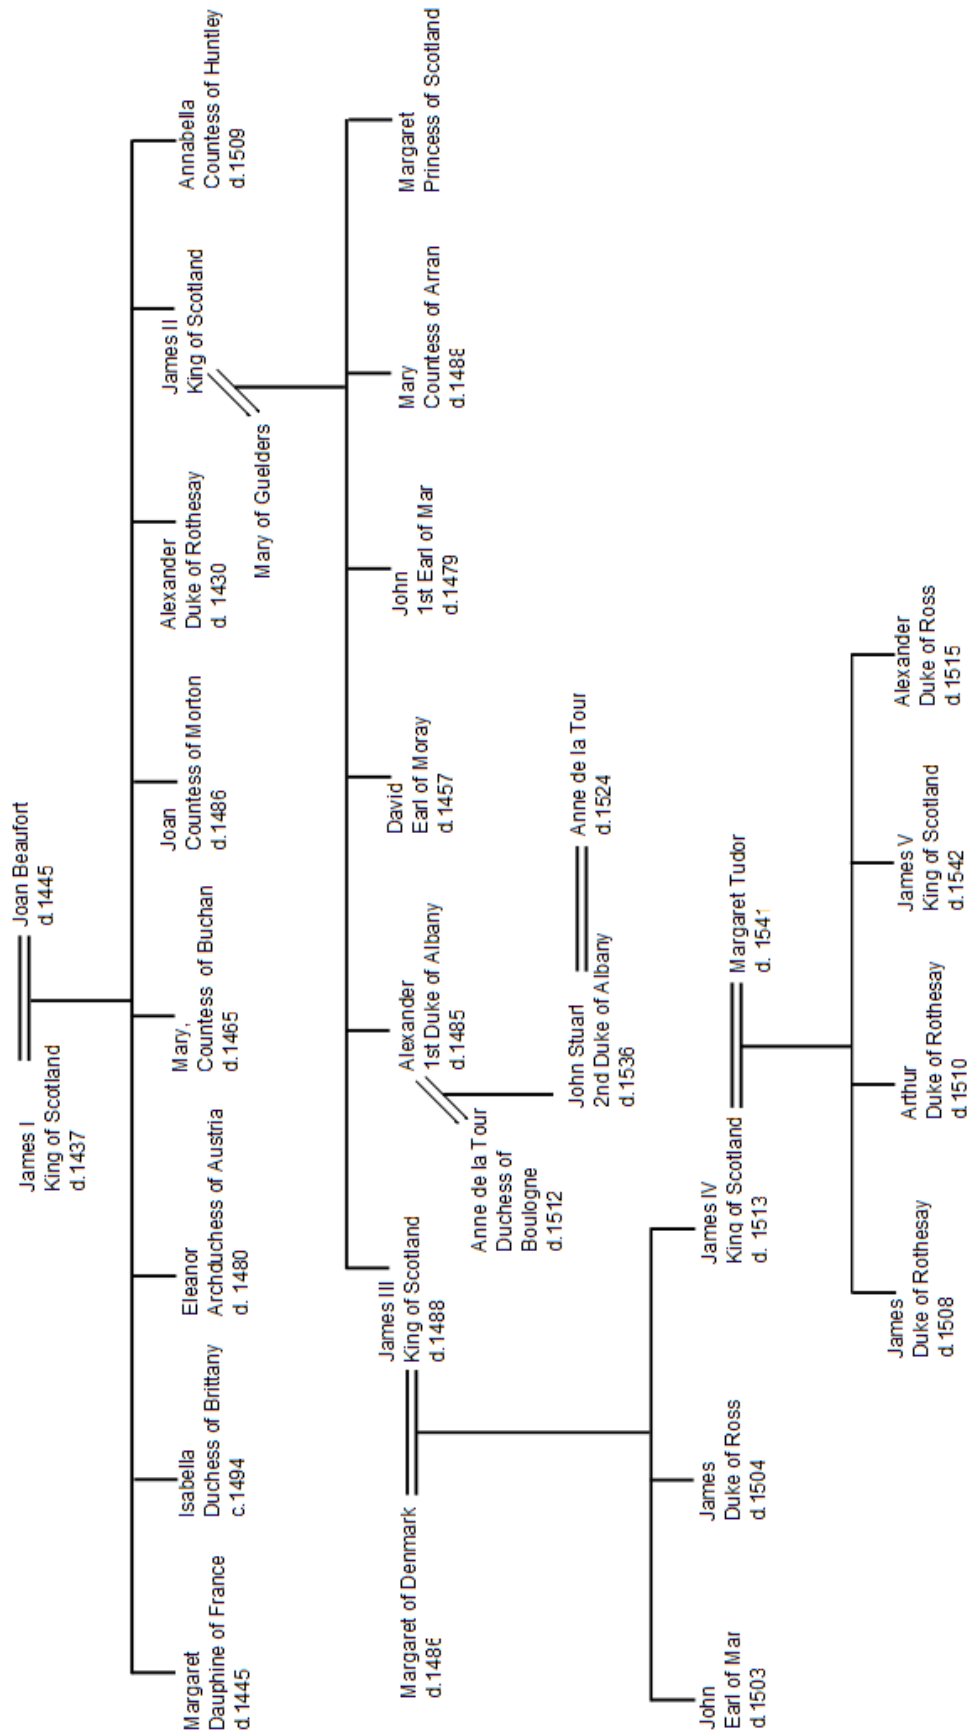 James I
King of Scotland
d.1437
Joan Beaufort
d.1445
Margaret
Dauphine of France
d.1445
Isabella
Duchess of Brittany
c.1494
Eleanor
Archduchess of Austria
d. 1480
Mary,
Countess of Buchan
d.1465
Joan
Countess of Morton
d.1486
Alexander
Duke of Rothesay
d. 1430
James II
King of Scotland
Annabella
Countess of Huntley
d.1509
Mary of Guelders
James III
King of Scotland
d.1488
Alexander
1st Duke of Albany
d.1485
David
Earl of Moray
d.1457
John
1st Earl of Mar
d.1479
Mary
Countess of Arran
d.1488
Margaret
Princess of Scotland
Margaret of Denmark
d.1486
Anne de la Tour
Duchess of
Boulogne
d.1512
John Stuart
2nd Duke of Albany
d.1536
Anne de la Tour
d.1524
John
Earl of Mar
d.1503
James
Duke of Ross
d.1504
James IV
King of Scotland
d. 1513
Margaret Tudor
d. 1541
James
Duke of Rothesay
d.1508
Arthur
Duke of Rothesay
d.1510
James V
King of Scotland
d.1542
Alexander
Duke of Ross
d.1515